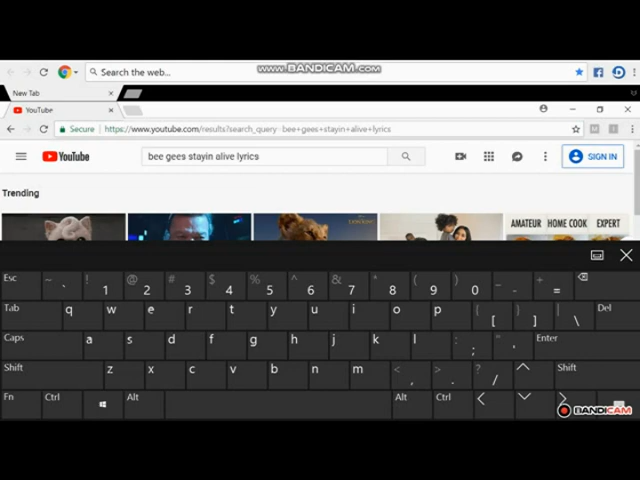 Search the web...
WWW.BANDICAM.COM
New Tab
YouTube
Secure https://www.youtube.com/results?search_query=bee+gees+stayin+alive+lyrics
YouTube bee gees stayin alive lyrics SIGN IN
Trending
AMATEUR HOME COOK EXPERT
Esc ~ ` ! 1 @ 2 # 3 $ 4 % 5 ^ 6 & 7 * 8 ( 9 ) 0 _ - + =
Tab q w e r t y u i o p { [ } ] | \ Del
Caps a s d f g h j k l : ; " ' Enter
Shift z x c v b n m < , > . ? / Shift
Fn Ctrl Alt Alt Ctrl
BANDICAM